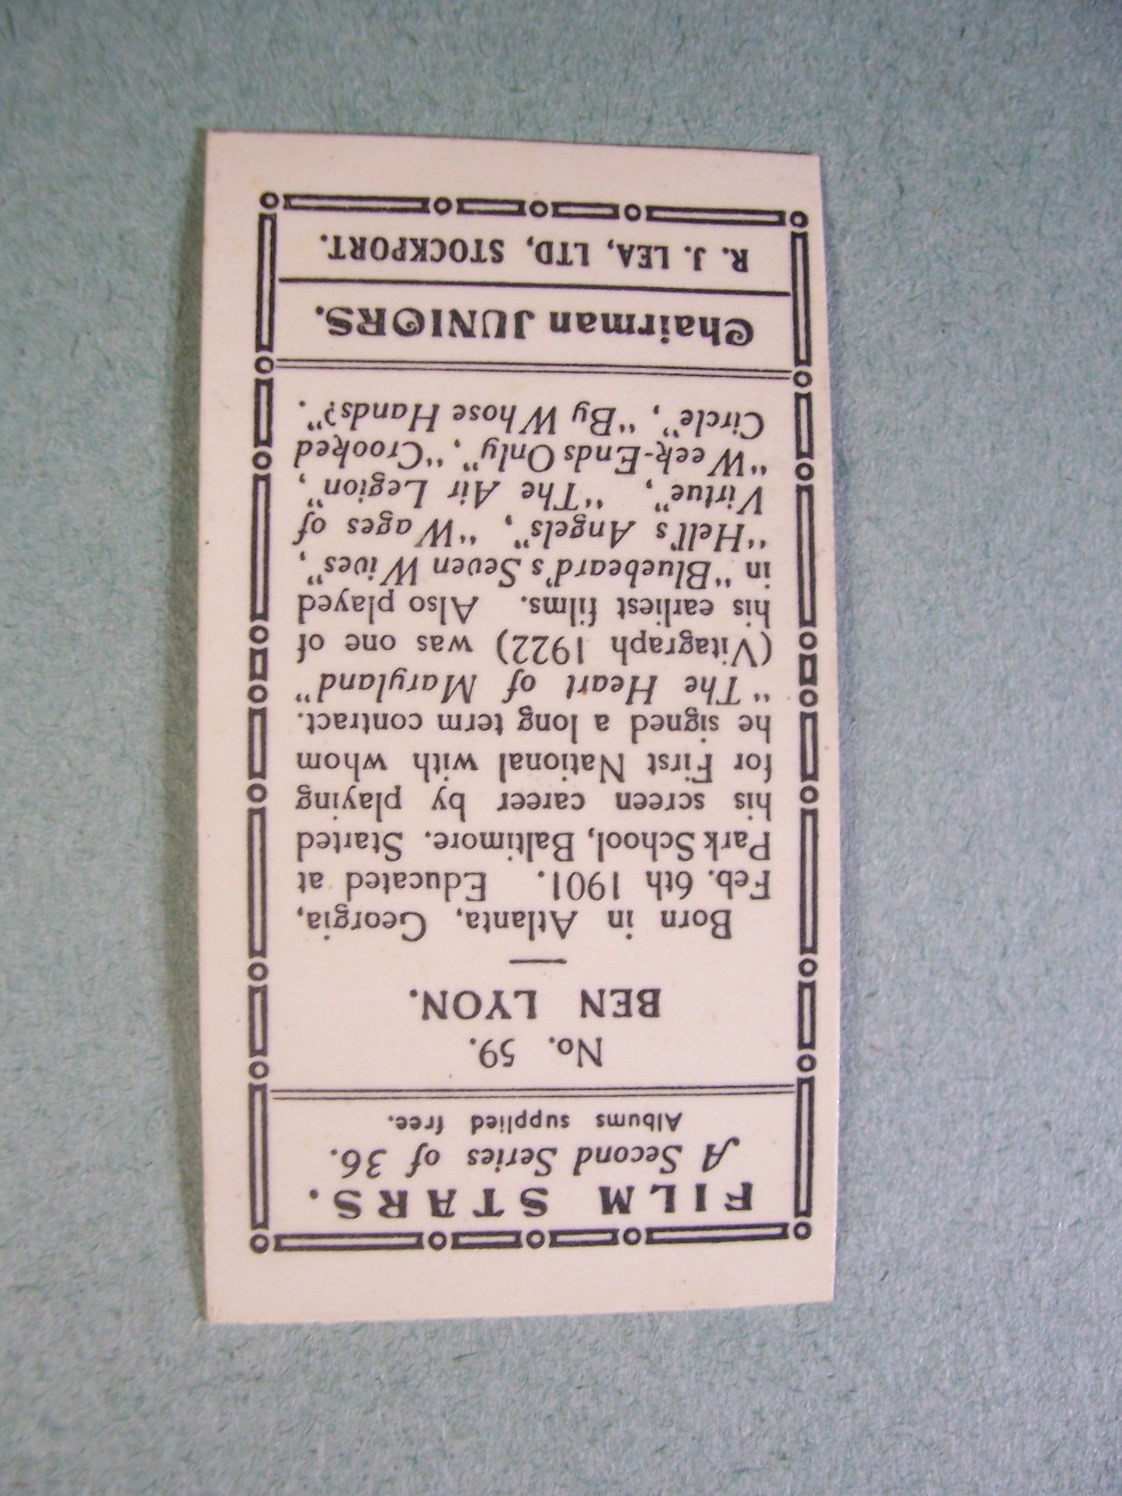 FILM STARS.
A Second Series of 36.
Albums supplied free.
No. 59.
BEN LYON.
Born in Atlanta, Georgia,
Feb. 6th 1901. Educated at
Park School, Baltimore. Started
his screen career by playing
for First National with whom
he signed a long term contract.
"The Heart of Maryland"
(Vitagraph 1922) was one of
his earliest films. Also played
in "Bluebeard's Seven Wives",
"Hell's Angels", "Wages of
Virtue", "The Air Legion",
"Week-Ends Only", "Crooked
Circle", "By Whose Hands?".
Chairman JUNIORS.
R. J. LEA, LTD, STOCKPORT.